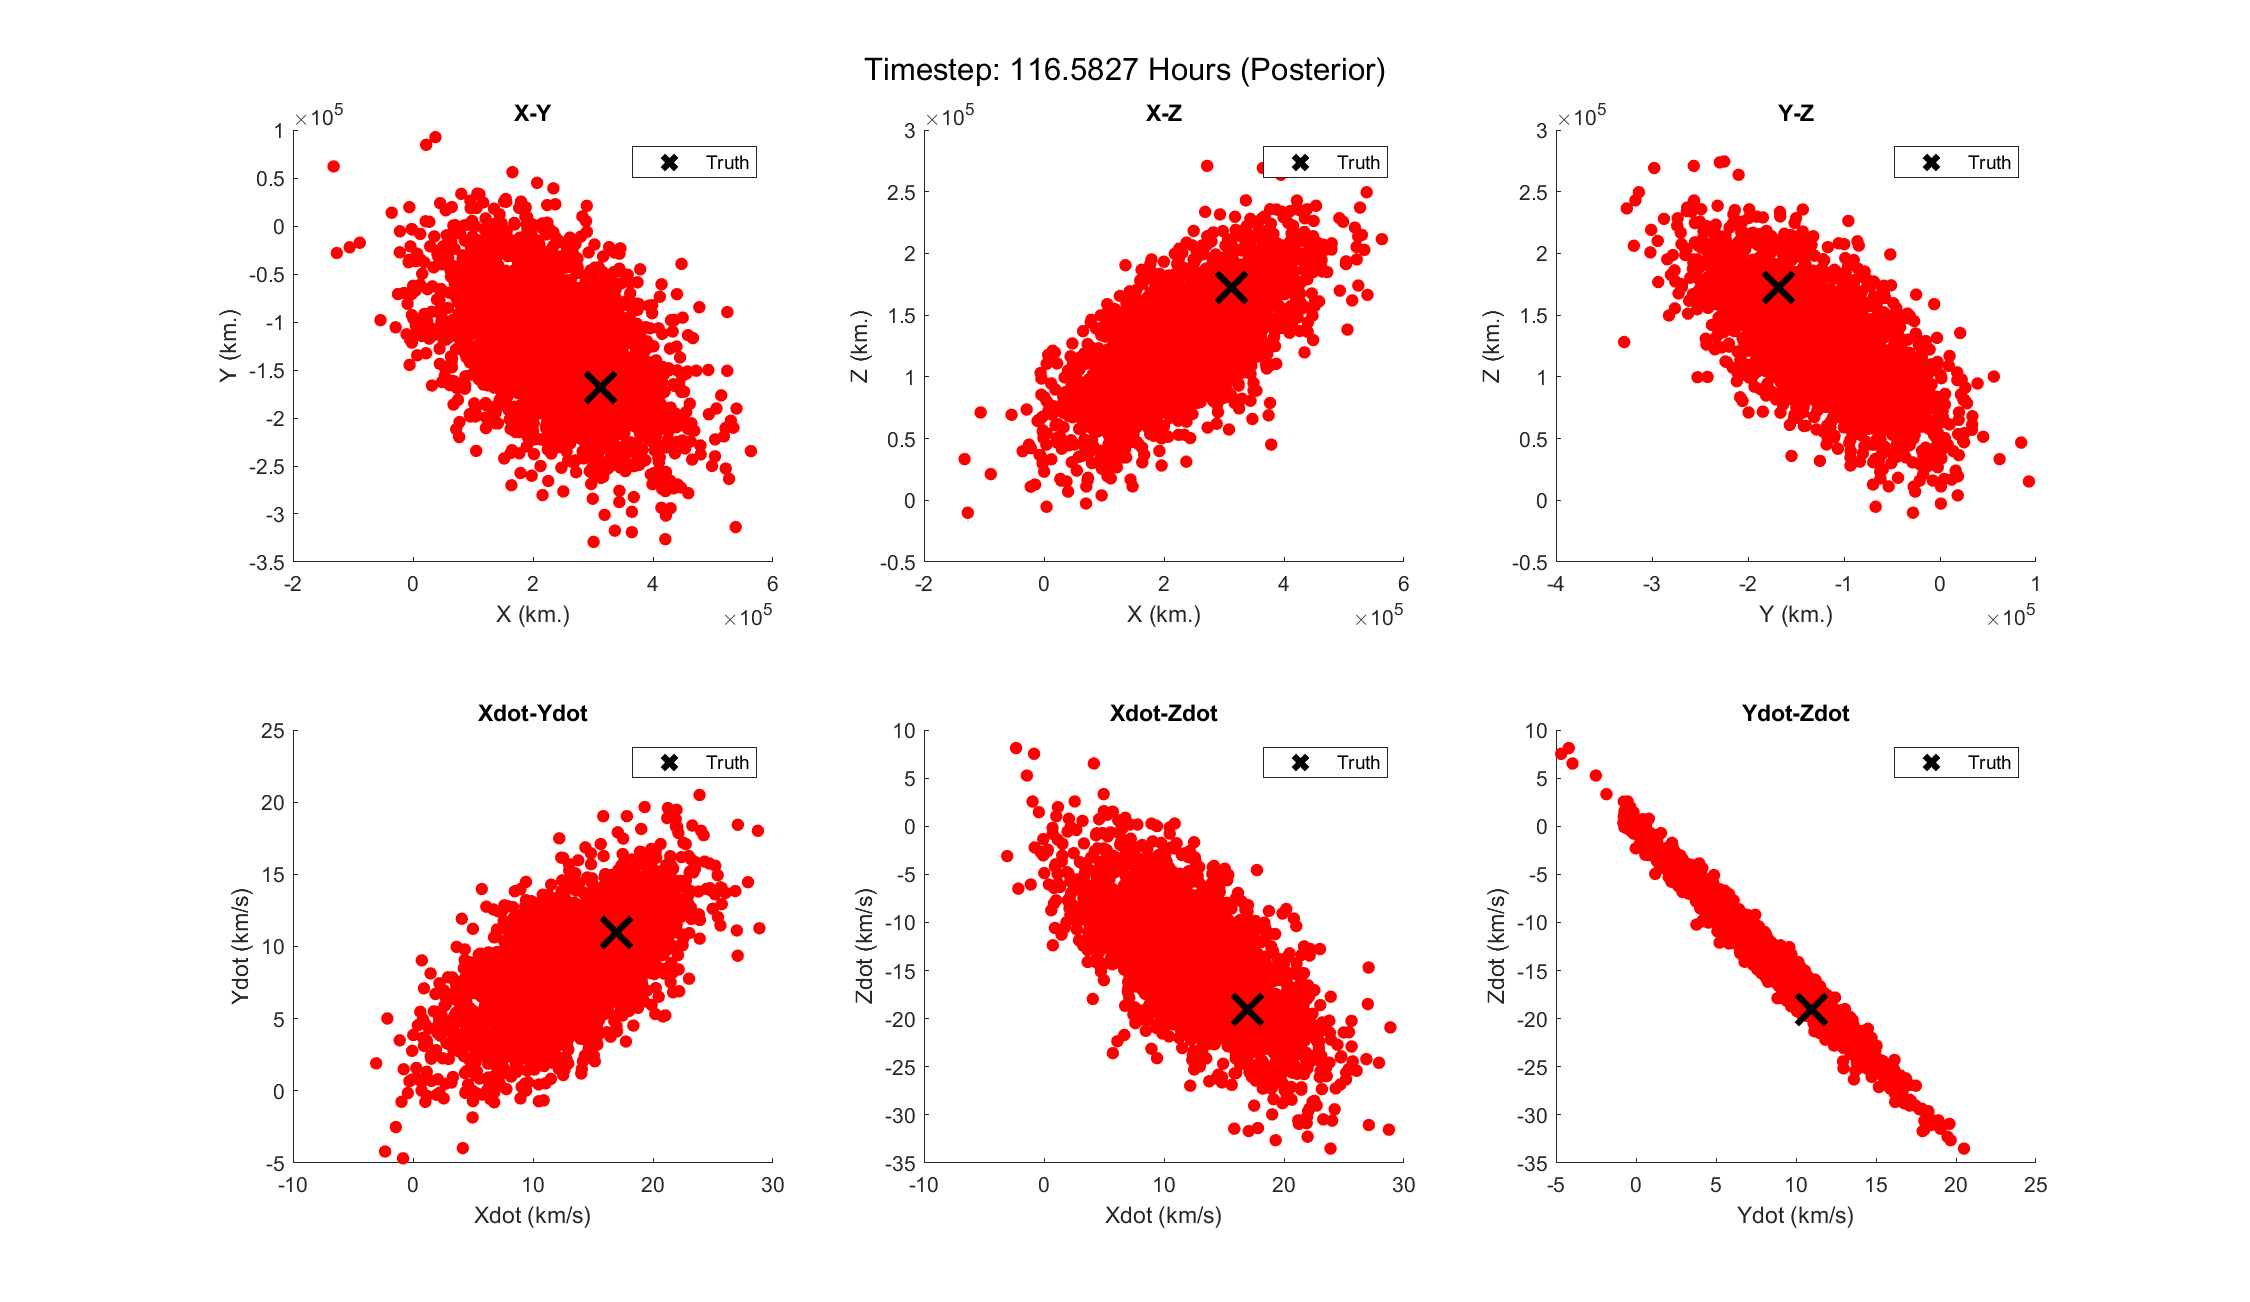 Timestep: 116.5827 Hours (Posterior)
X-Y
×10^5
1
0.5
0
-0.5
-1
-1.5
-2
-2.5
-3
-3.5
Y (km.)
Truth
-2 0 2 4 6
X (km.)
×10^5
X-Z
×10^5
3
2.5
2
1.5
1
0.5
0
-0.5
Z (km.)
Truth
-2 0 2 4 6
X (km.)
×10^5
Y-Z
×10^5
3
2.5
2
1.5
1
0.5
0
-0.5
Z (km.)
Truth
-4 -3 -2 -1 0 1
Y (km.)
×10^5
Xdot-Ydot
25
20
15
10
5
0
-5
Ydot (km/s)
Truth
-10 0 10 20 30
Xdot (km/s)
Xdot-Zdot
10
5
0
-5
-10
-15
-20
-25
-30
-35
Zdot (km/s)
Truth
-10 0 10 20 30
Xdot (km/s)
Ydot-Zdot
10
5
0
-5
-10
-15
-20
-25
-30
-35
Zdot (km/s)
Truth
-5 0 5 10 15 20 25
Ydot (km/s)